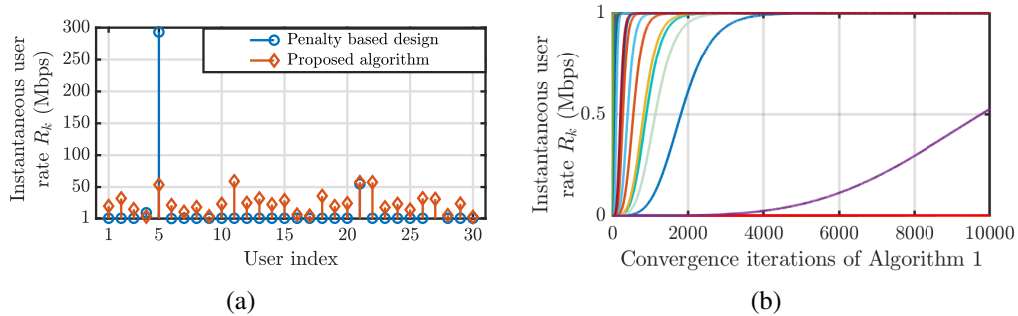 300
250
200
150
100
50
1
Instantaneous user
rate R_k (Mbps)
Penalty based design
Proposed algorithm
1 5 10 15 20 25 30
User index
(a)
1
0.5
0
Instantaneous user
rate R_k (Mbps)
0 2000 4000 6000 8000 10000
Convergence iterations of Algorithm 1
(b)